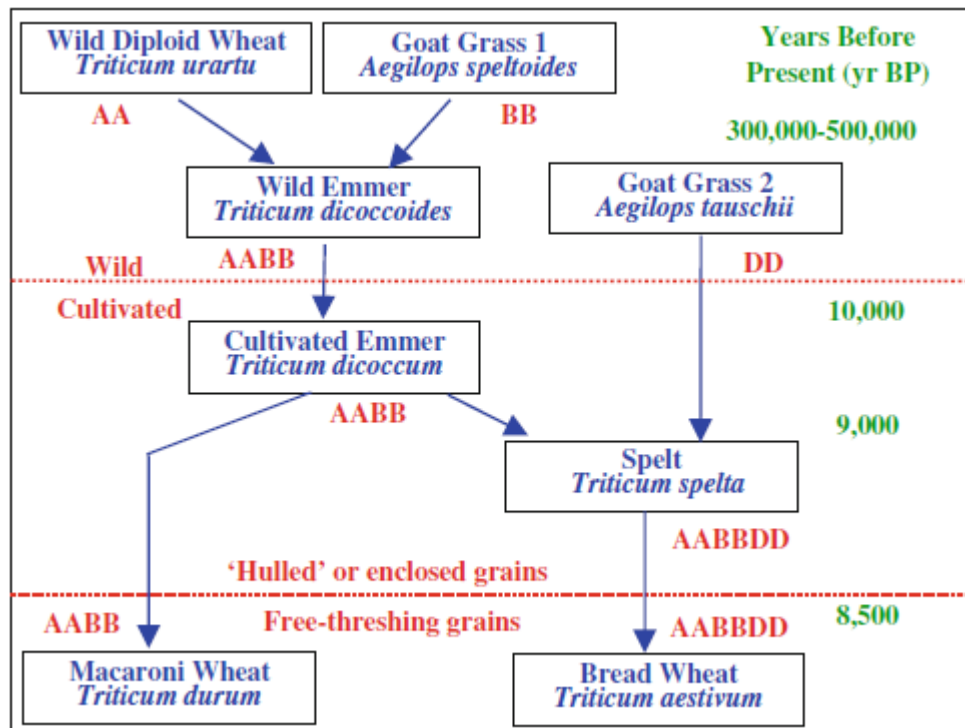 Wild Diploid Wheat
Triticum urartu
Goat Grass 1
Aegilops speltoides
Years Before
Present (yr BP)
AA
BB
300,000-500,000
Wild Emmer
Triticum dicoccoides
Goat Grass 2
Aegilops tauschii
Wild
AABB
DD
Cultivated
10,000
Cultivated Emmer
Triticum dicoccum
AABB
9,000
Spelt
Triticum spelta
AABBDD
‘Hulled’ or enclosed grains
AABB
Free-threshing grains
AABBDD
8,500
Macaroni Wheat
Triticum durum
Bread Wheat
Triticum aestivum